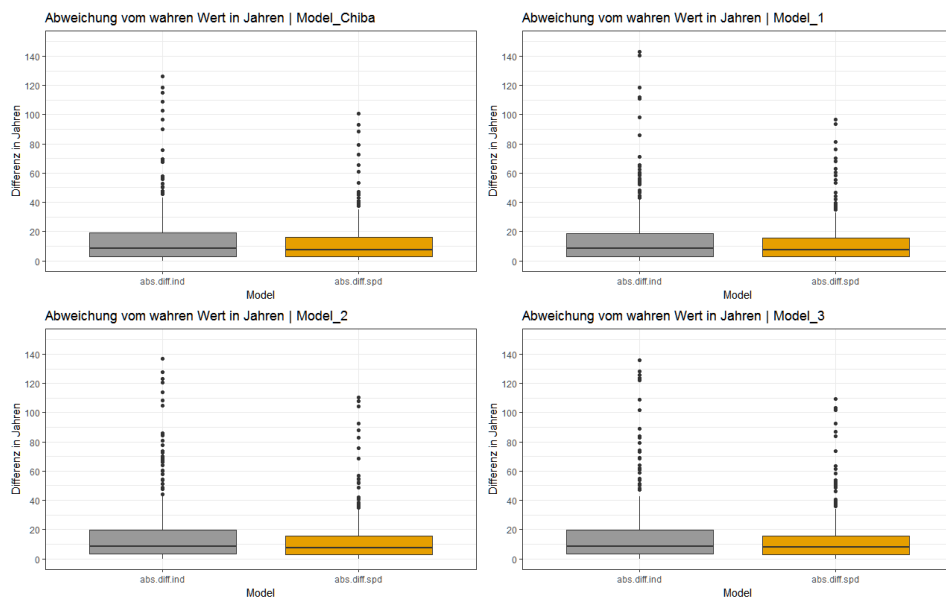 Abweichung vom wahren Wert in Jahren | Model_Chiba
Differenz in Jahren
140
120
100
80
60
40
20
0
abs.diff.ind abs.diff.spd
Model
Abweichung vom wahren Wert in Jahren | Model_1
Differenz in Jahren
140
120
100
80
60
40
20
0
abs.diff.ind abs.diff.spd
Model
Abweichung vom wahren Wert in Jahren | Model_2
Differenz in Jahren
140
120
100
80
60
40
20
0
abs.diff.ind abs.diff.spd
Model
Abweichung vom wahren Wert in Jahren | Model_3
Differenz in Jahren
140
120
100
80
60
40
20
0
abs.diff.ind abs.diff.spd
Model